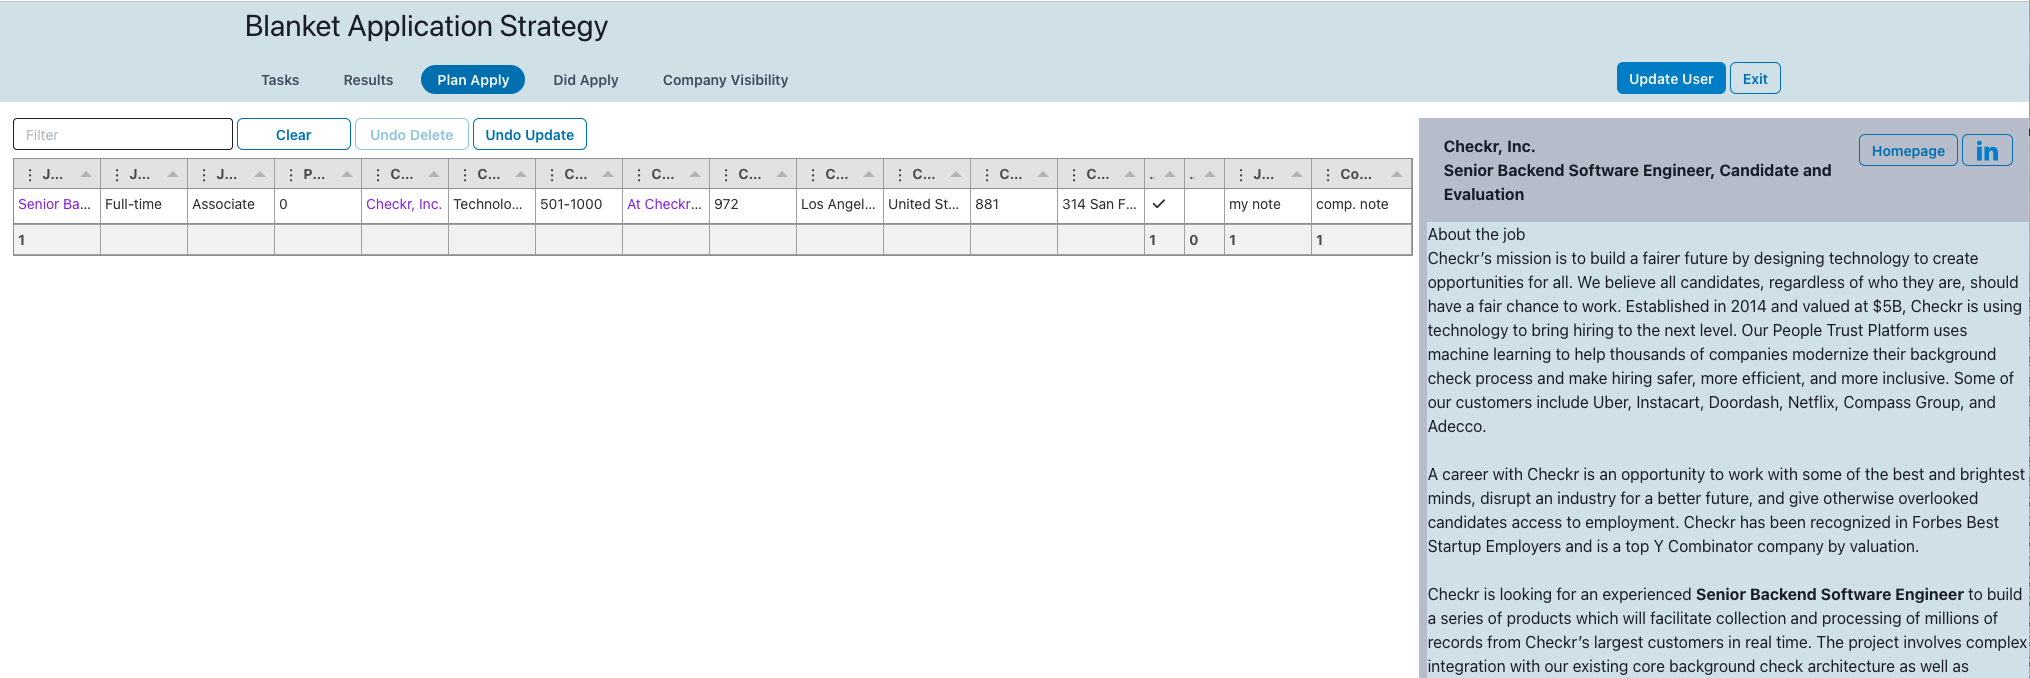 Blanket Application Strategy
Tasks Results Plan Apply Did Apply Company Visibility Update User Exit
Filter Clear Undo Delete Undo Update
J... J... J... P... C... C... C... C... C... C... C... C... C... .. .. J... Co...
Senior Ba... Full-time Associate 0 Checkr, Inc. Technolo... 501-1000 At Checkr... 972 Los Angel... United St... 881 314 San F... ✓ my note comp. note
1 1 0 1 1
Checkr, Inc.
Senior Backend Software Engineer, Candidate and
Evaluation
Homepage in
About the job
Checkr’s mission is to build a fairer future by designing technology to create
opportunities for all. We believe all candidates, regardless of who they are, should
have a fair chance to work. Established in 2014 and valued at $5B, Checkr is using
technology to bring hiring to the next level. Our People Trust Platform uses
machine learning to help thousands of companies modernize their background
check process and make hiring safer, more efficient, and more inclusive. Some of
our customers include Uber, Instacart, Doordash, Netflix, Compass Group, and
Adecco.
A career with Checkr is an opportunity to work with some of the best and brightest
minds, disrupt an industry for a better future, and give otherwise overlooked
candidates access to employment. Checkr has been recognized in Forbes Best
Startup Employers and is a top Y Combinator company by valuation.
Checkr is looking for an experienced Senior Backend Software Engineer to build
a series of products which will facilitate collection and processing of millions of
records from Checkr’s largest customers in real time. The project involves complex
integration with our existing core background check architecture as well as